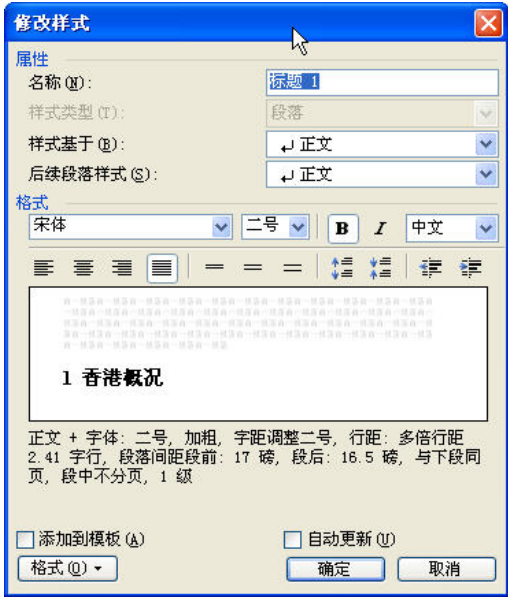 修改样式
属性
名称(N): 标题 1
样式类型(T): 段落
样式基于(B): ↵ 正文
后续段落样式(S): ↵ 正文
格式
宋体 二号 B I 中文
1 香港概况
正文 + 字体: 二号, 加粗, 字距调整二号, 行距: 多倍行距
2.41 字行, 段落间距段前: 17 磅, 段后: 16.5 磅, 与下段同
页, 段中不分页, 1 级
添加到模板(A) 自动更新(U)
格式(O) 确定 取消